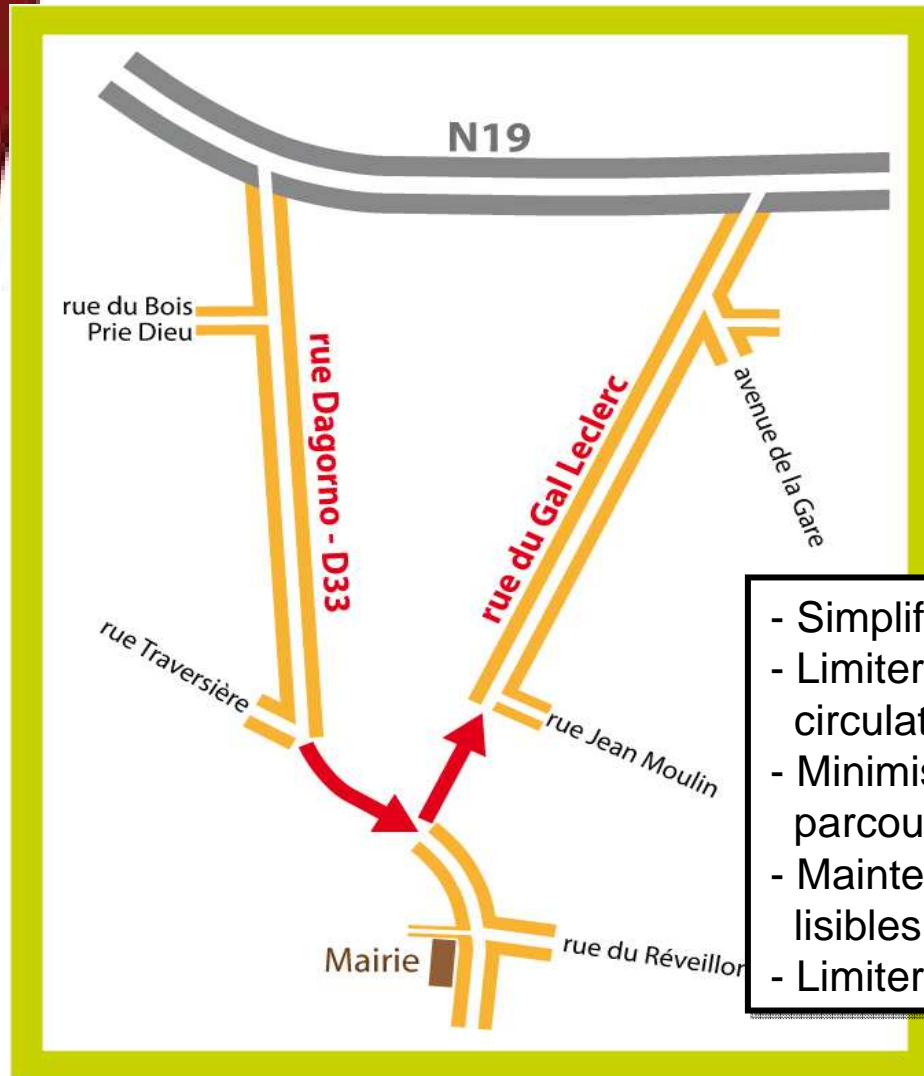 N19
rue du Bois
Prie Dieu
rue Dagorno - D33
rue du Gal Leclerc
avenue de la Gare
rue Traversière
rue Jean Moulin
- Simplif
- Limiter
circulat
- Minimis
parcou
- Mainte
lisibles
- Limiter
Mairie
rue du Réveillon